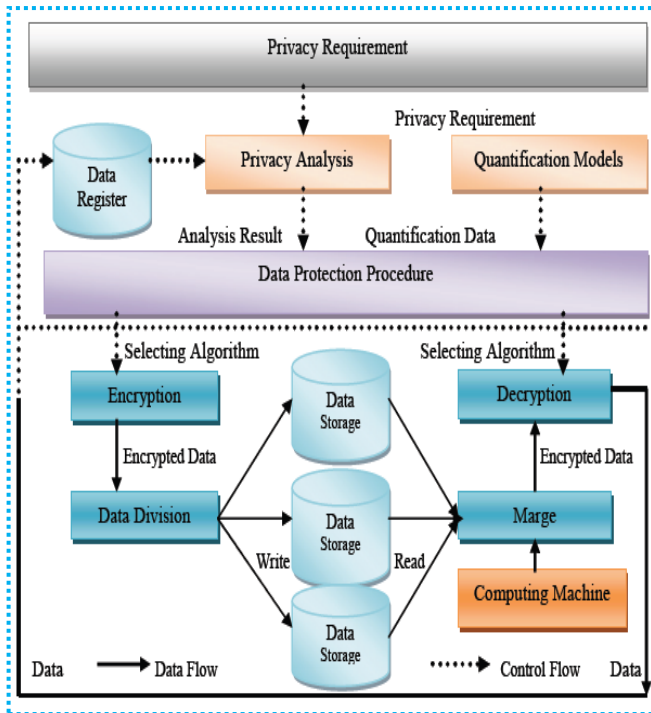 Privacy Requirement
Privacy Requirement
Data
Register
Privacy Analysis
Quantification Models
Analysis Result
Quantification Data
Data Protection Procedure
Selecting Algorithm
Selecting Algorithm
Encryption
Data
Storage
Decryption
Encrypted Data
Encrypted Data
Data Division
Data
Storage
Marge
Write
Read
Computing Machine
Data
Storage
Data
Data Flow
Control Flow
Data